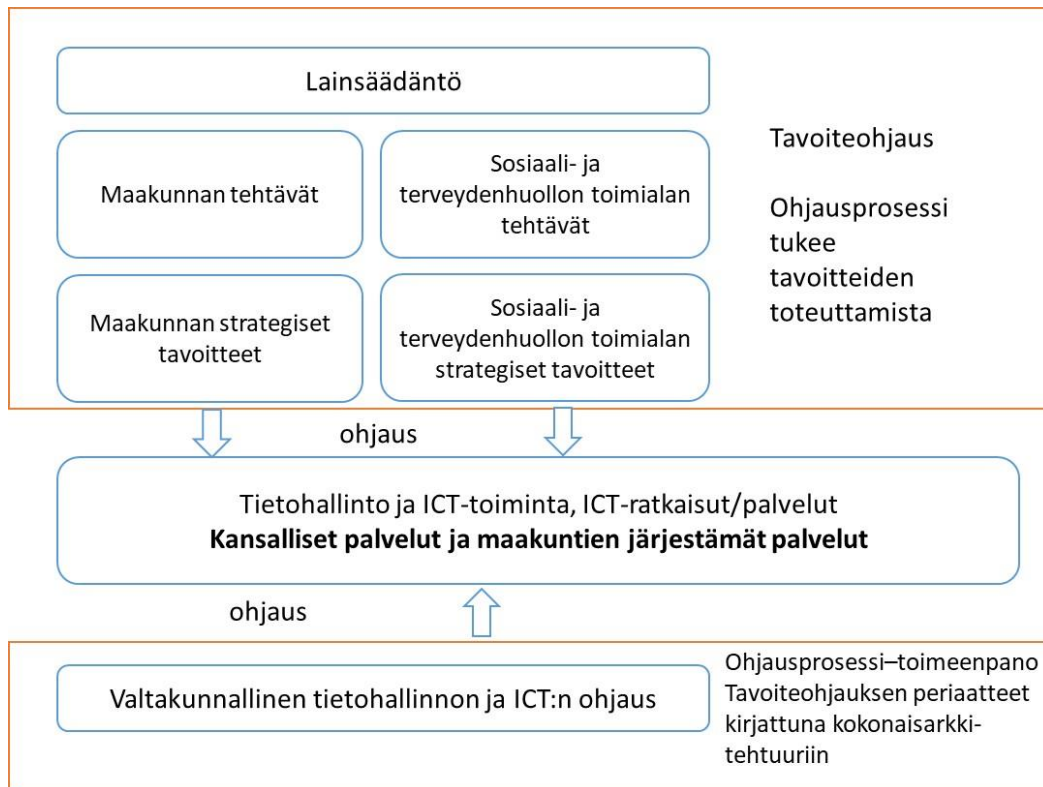 Lainsäädäntö
Maakunnan tehtävät
Sosiaali- ja
terveydenhuollon toimialan
tehtävät
Maakunnan strategiset
tavoitteet
Sosiaali- ja
terveydenhuollon toimialan
strategiset tavoitteet
Tavoiteohjaus
Ohjausprosessi
tukee
tavoitteiden
toteuttamista
ohjaus
Tietohallinto ja ICT-toiminta, ICT-ratkaisut/palvelut
Kansalliset palvelut ja maakuntien järjestämät palvelut
ohjaus
Valtakunnallinen tietohallinnon ja ICT:n ohjaus
Ohjausprosessi–toimeenpano
Tavoiteohjauksen periaatteet
kirjattuna kokonaisarkki-
tehtuuriin